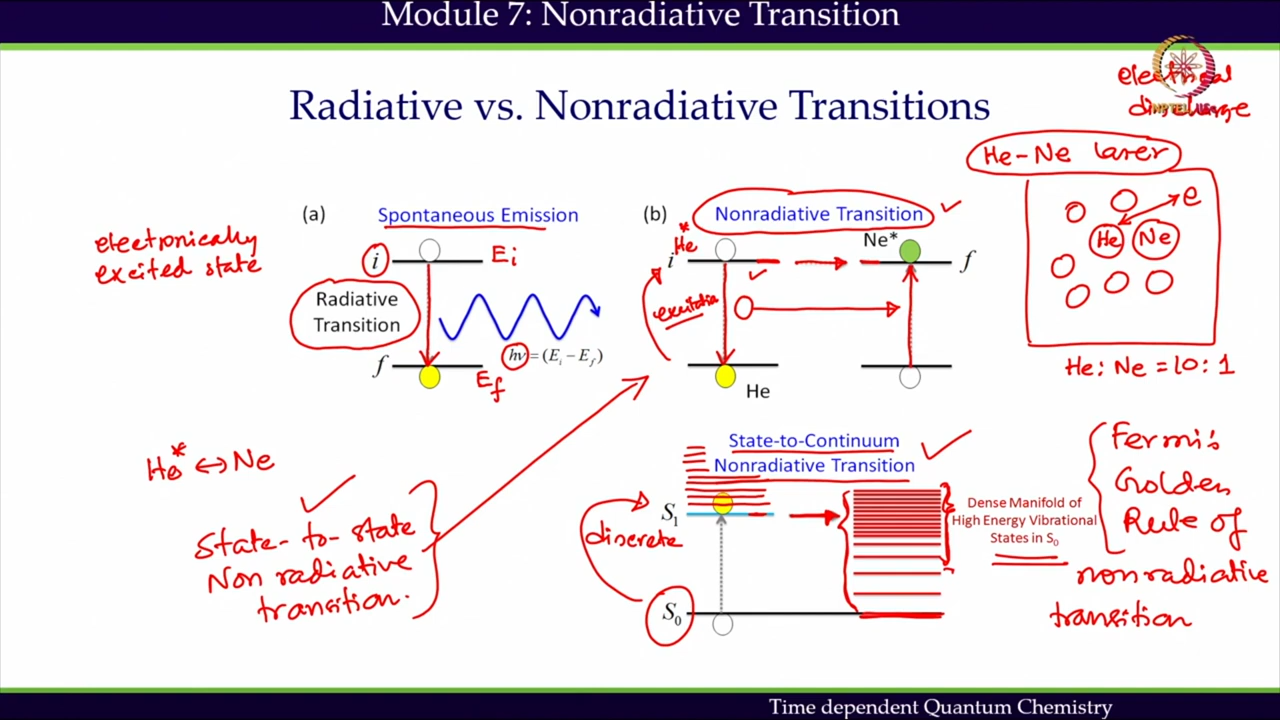 Module 7: Nonradiative Transition
electrical
discharge
Radiative vs. Nonradiative Transitions
He-Ne laser
(a)
Spontaneous Emission
electronically
excited state
i
Ei
Radiative
Transition
hν = (Ei − Ef)
f
Ef
(b)
Nonradiative Transition
He*
i
Ne*
f
excitation
He
e
He
Ne
He : Ne = 10 : 1
He* ↔ Ne
State-to-state
Non radiative
transition.
State-to-Continuum
Nonradiative Transition
S1
discrete
S0
Dense Manifold of
High Energy Vibrational
States in S0
Fermi's
Golden
Rule of
nonradiative
transition
Time dependent Quantum Chemistry